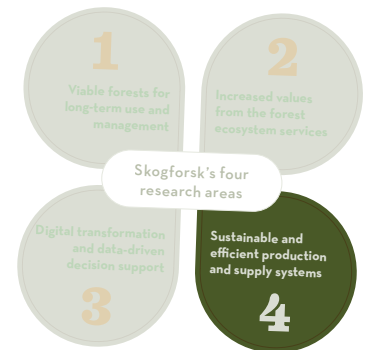 1
Viable forests for
long-term use and
management
2
Increased values
from the forest
ecosystem services
Skogforsk's four
research areas
Digital transformation
and data-driven
decision support
3
Sustainable and
efficient production
and supply systems
4